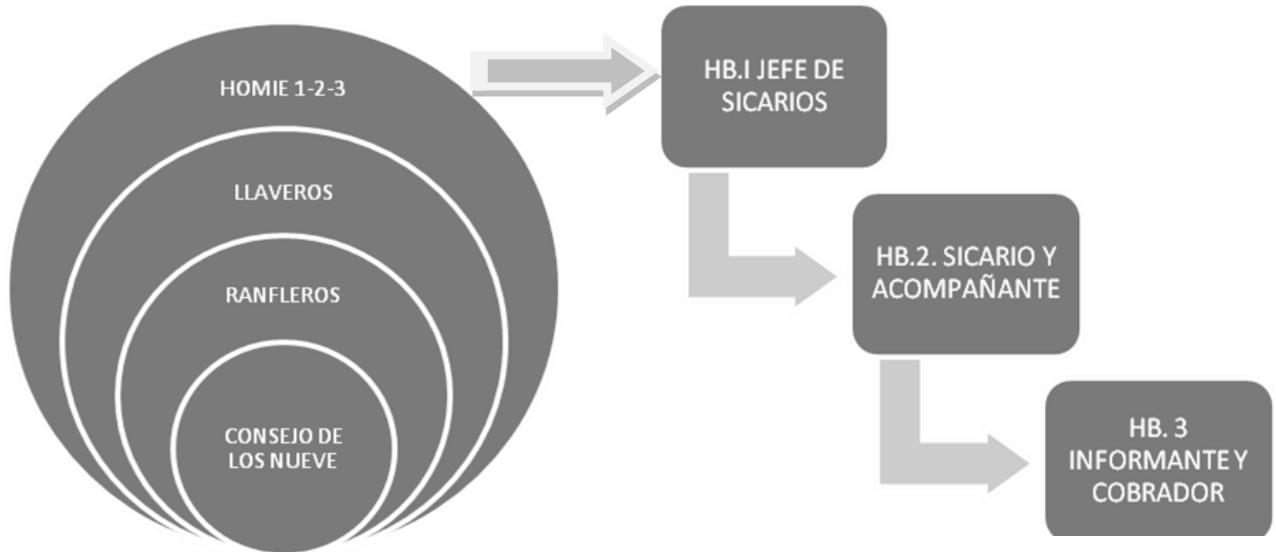 HOMIE 1-2-3
LLAVEROS
RANFLEROS
CONSEJO DE
LOS NUEVE
HB.I JEFE DE
SICARIOS
HB.2. SICARIO Y
ACOMPAÑANTE
HB. 3
INFORMANTE Y
COBRADOR